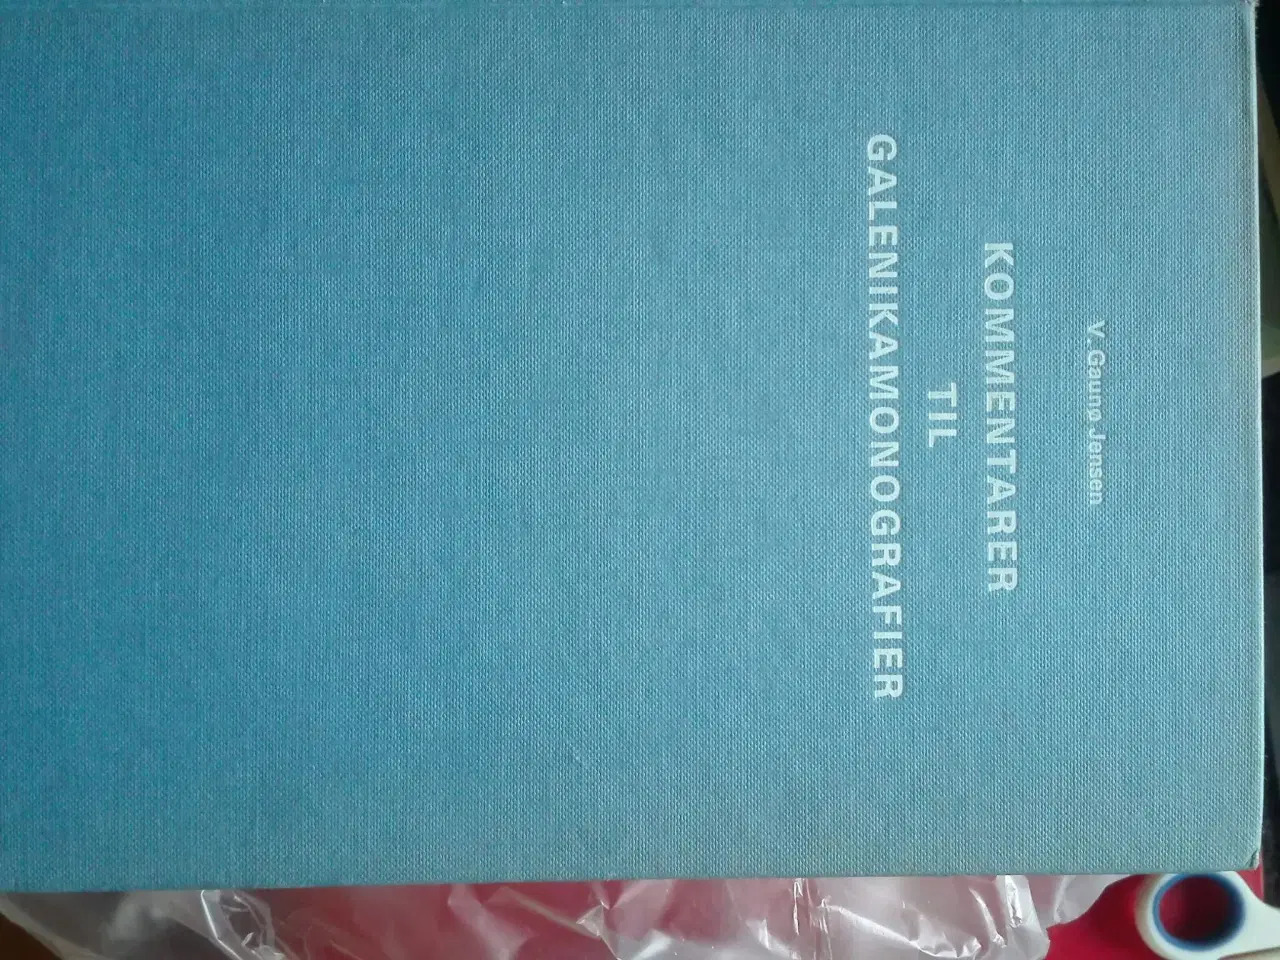 V. Gaunø Jensen
KOMMENTARER
TIL
GALENIKAMONOGRAFIER